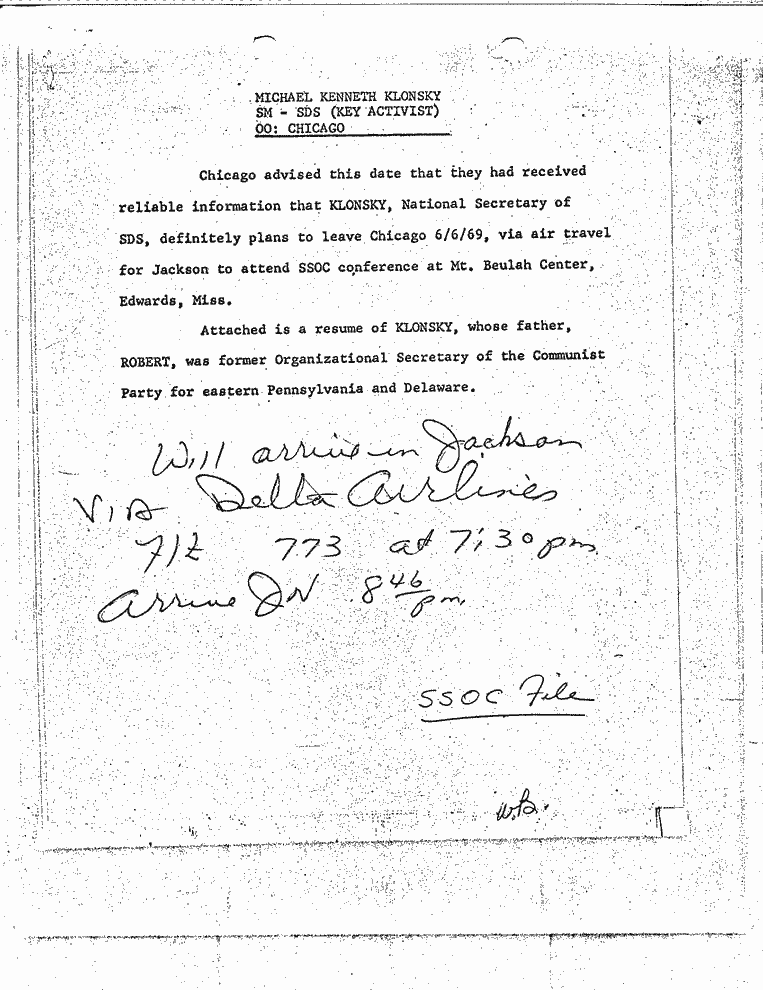 MICHAEL KENNETH KLONSKY
SM - SDS (KEY ACTIVIST)
OO: CHICAGO
Chicago advised this date that they had received
reliable information that KLONSKY, National Secretary of
SDS, definitely plans to leave Chicago 6/6/69, via air travel
for Jackson to attend SSOC conference at Mt. Beulah Center,
Edwards, Miss.
Attached is a resume of KLONSKY, whose father,
ROBERT, was former Organizational Secretary of the Communist
Party for eastern Pennsylvania and Delaware.
Will arrive in Jackson
VIA Delta Airlines
Flt 773 at 7:30 pm
Arrive JN 8 46 pm
SSOC File
W.B.